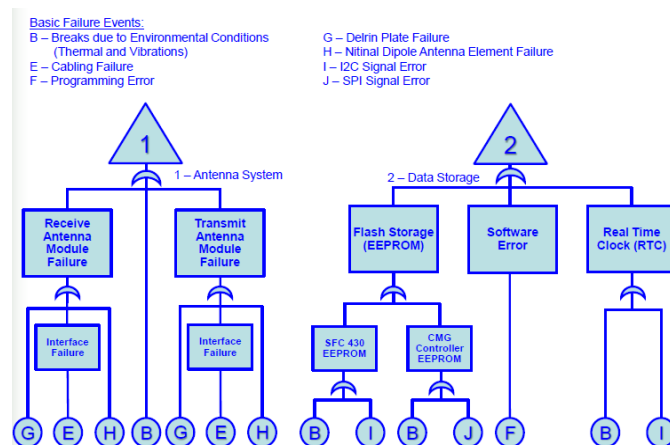 Basic Failure Events:
B – Breaks due to Environmental Conditions
(Thermal and Vibrations)
E – Cabling Failure
F – Programming Error
G – Delrin Plate Failure
H – Nitinal Dipole Antenna Element Failure
I – I2C Signal Error
J – SPI Signal Error
1
1 – Antenna System
Receive
Antenna
Module
Failure
Transmit
Antenna
Module
Failure
Interface
Failure
Interface
Failure
G
E
H
B
G
E
H
2
2 – Data Storage
Flash Storage
(EEPROM)
Software
Error
Real Time
Clock (RTC)
SFC 430
EEPROM
CMG
Controller
EEPROM
B
I
B
J
F
B
I